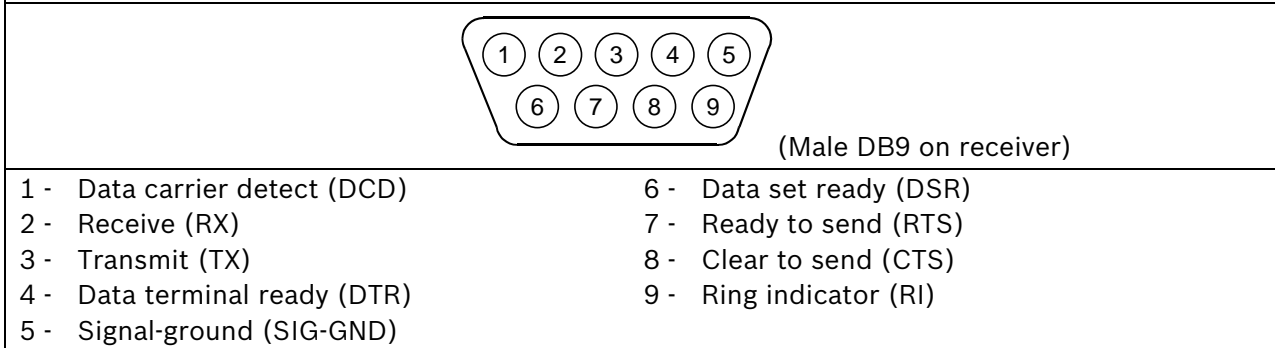 1 2 3 4 5
6 7 8 9
(Male DB9 on receiver)
1 - Data carrier detect (DCD)
2 - Receive (RX)
3 - Transmit (TX)
4 - Data terminal ready (DTR)
5 - Signal-ground (SIG-GND)
6 - Data set ready (DSR)
7 - Ready to send (RTS)
8 - Clear to send (CTS)
9 - Ring indicator (RI)